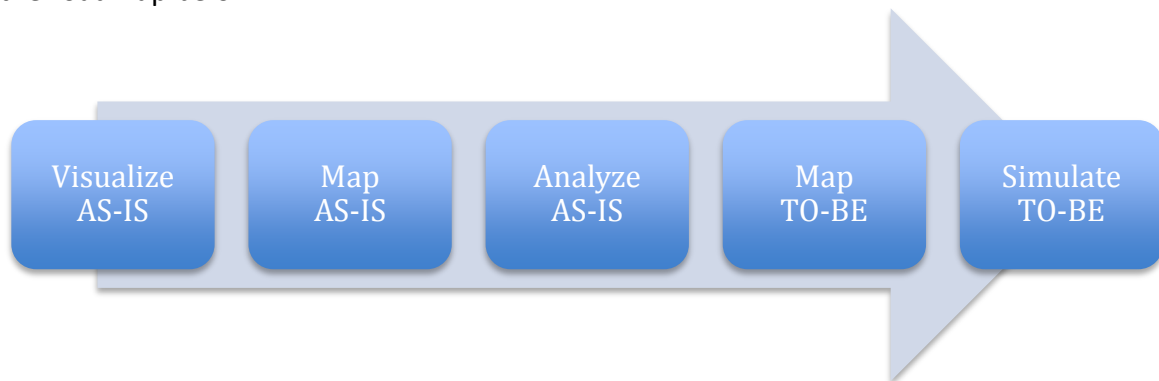 Visualize
AS-IS
Map
AS-IS
Analyze
AS-IS
Map
TO-BE
Simulate
TO-BE